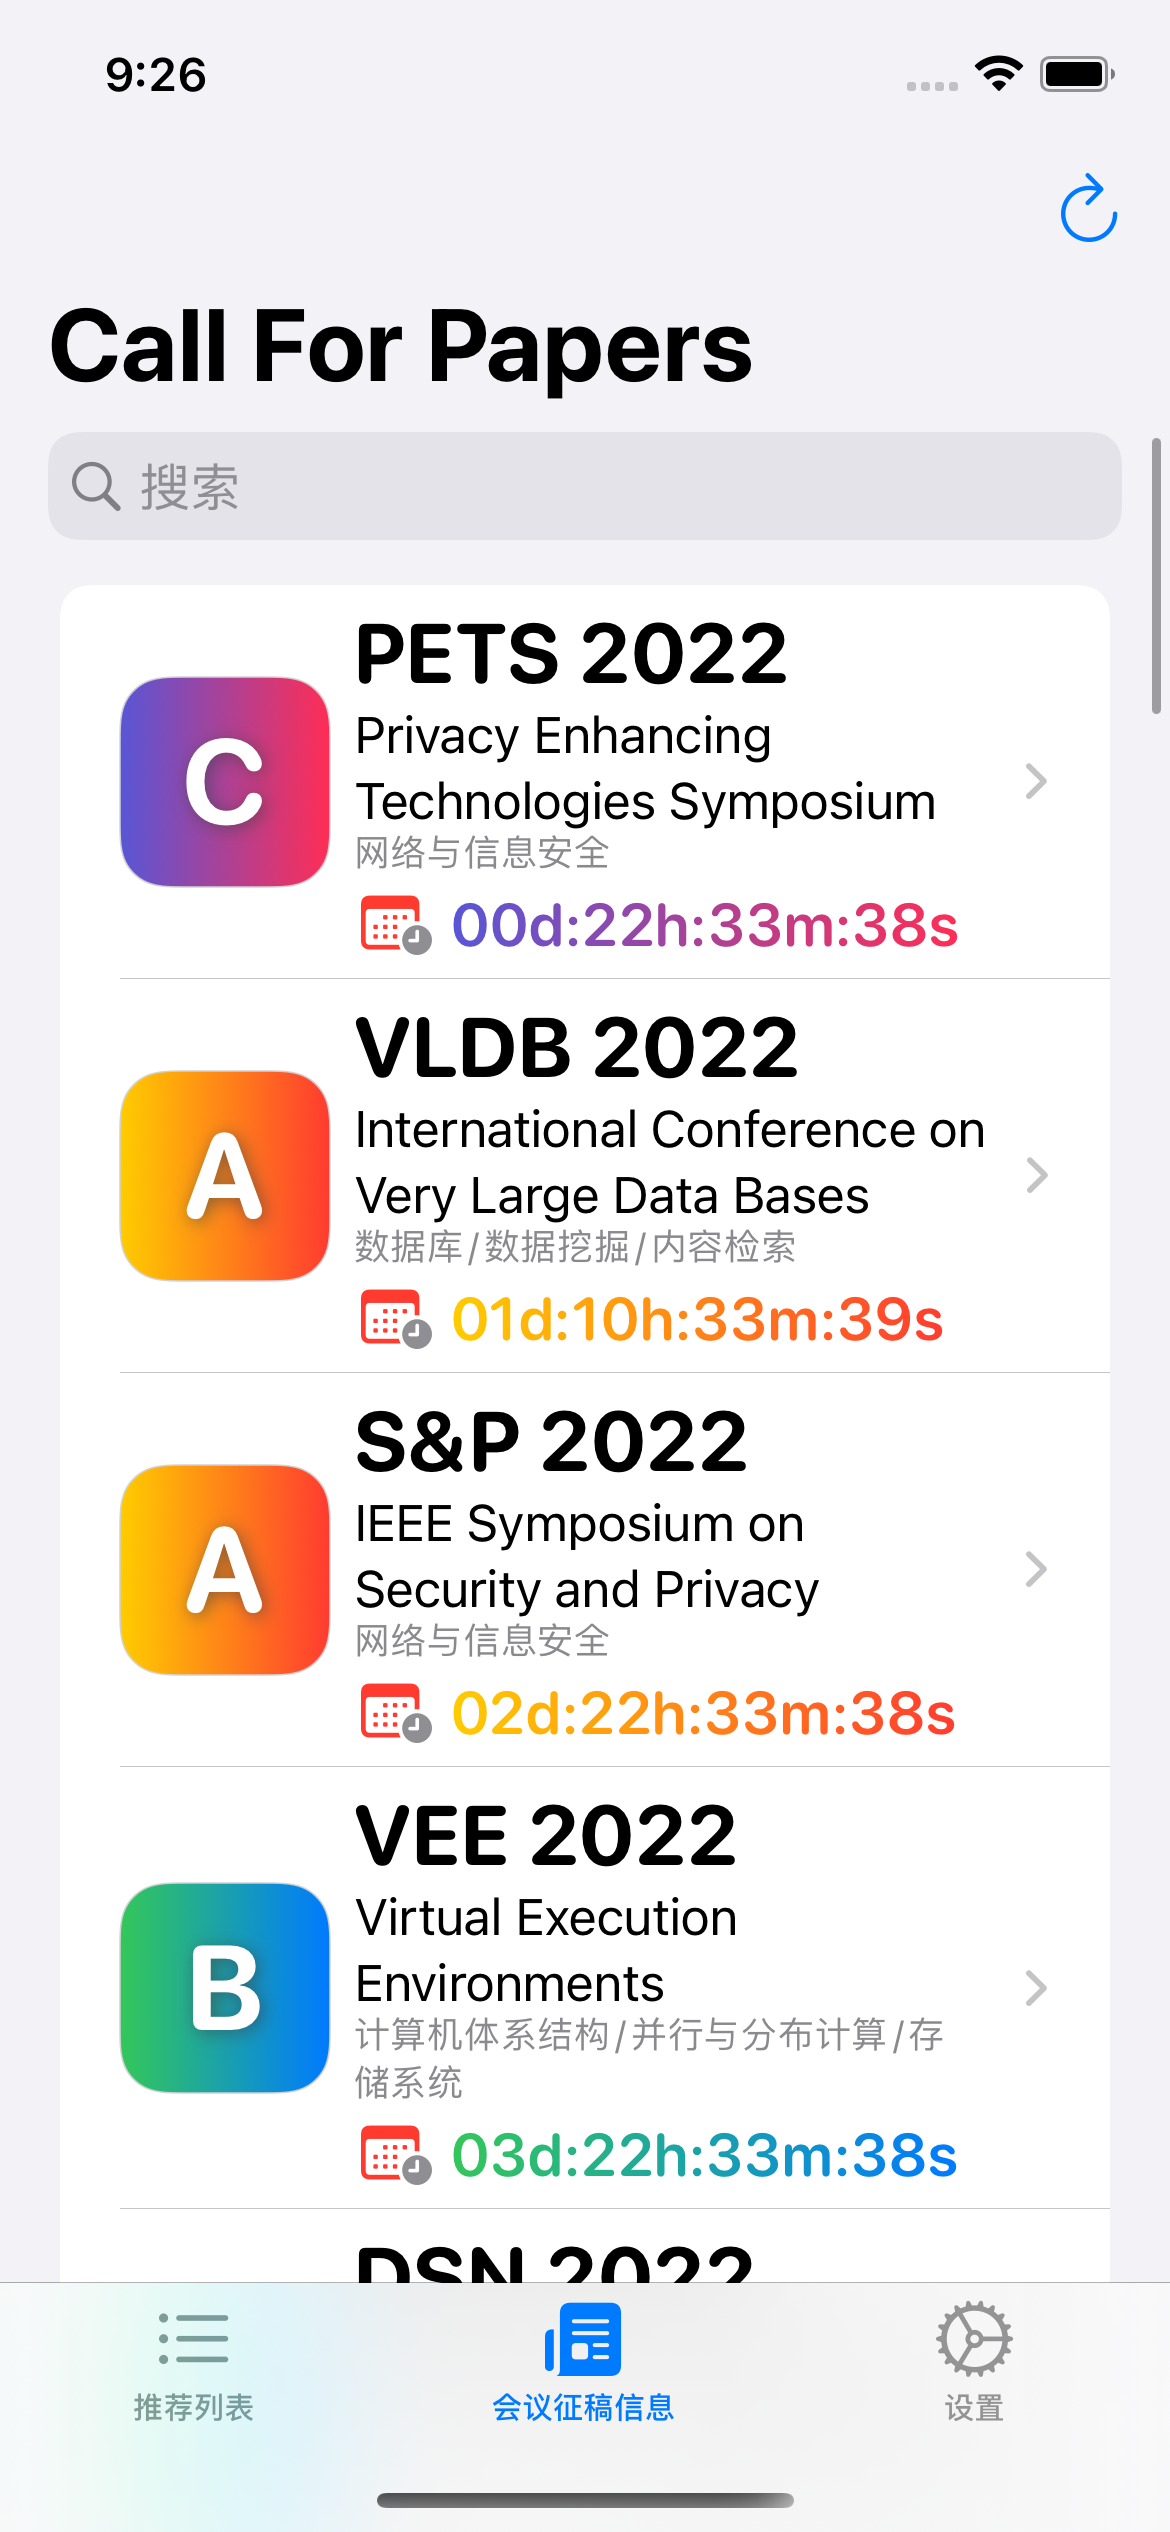 9:26
Call For Papers
搜索
PETS 2022
C
Privacy Enhancing
Technologies Symposium
网络与信息安全
00d:22h:33m:38s
VLDB 2022
A
International Conference on
Very Large Data Bases
数据库/数据挖掘/内容检索
01d:10h:33m:39s
S&P 2022
A
IEEE Symposium on
Security and Privacy
网络与信息安全
02d:22h:33m:38s
VEE 2022
B
Virtual Execution
Environments
计算机体系结构/并行与分布计算/存
储系统
03d:22h:33m:38s
DSN 2022
推荐列表
会议征稿信息
设置